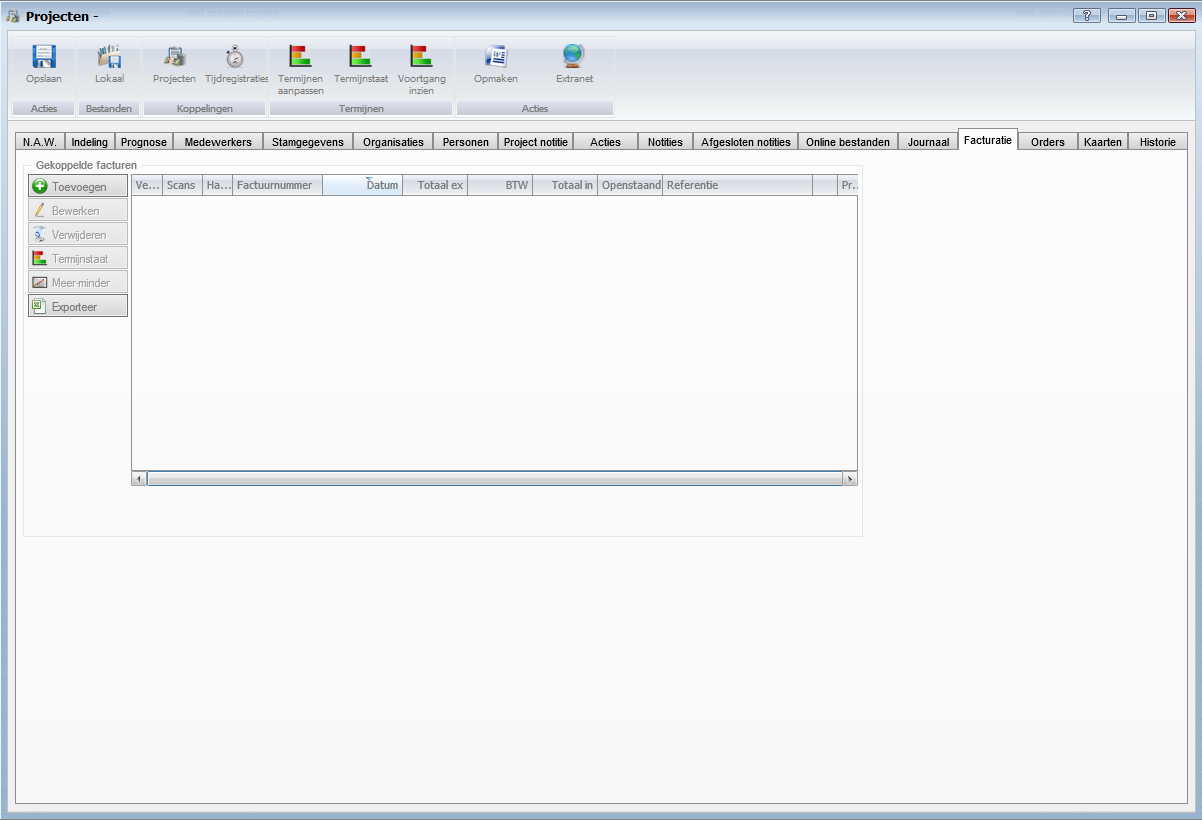 Projecten -
Opslaan
Lokaal
Projecten
Tijdregistraties
Termijnen
aanpassen
Termijnstaat
Voortgang
inzien
Opmaken
Extranet
Acties
Bestanden
Koppelingen
Termijnen
Acties
N.A.W. Indeling Prognose Medewerkers Stamgegevens Organisaties Personen Project notitie Acties Notities Afgesloten notities Online bestanden Journaal Facturatie Orders Kaarten Historie
Gekoppelde facturen
Toevoegen
Bewerken
Verwijderen
Termijnstaat
Meer-minder
Exporteer
Ve... Scans Ha... Factuurnummer Datum Totaal ex BTW Totaal in Openstaand Referentie Pr..